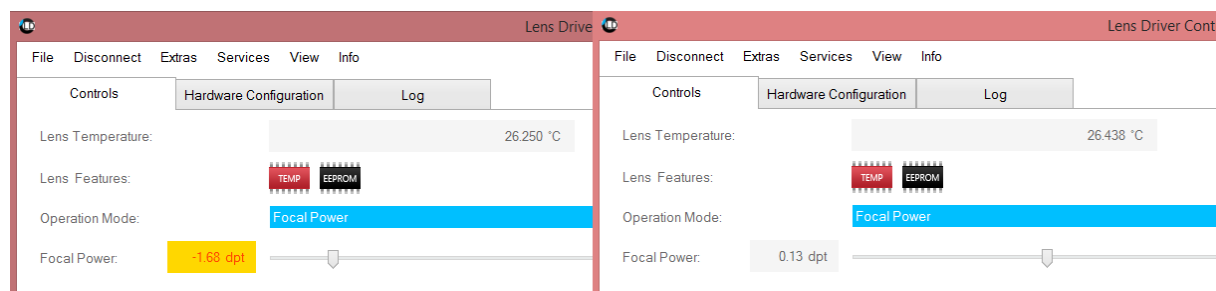 Lens Drive
File Disconnect Extras Services View Info
Controls Hardware Configuration Log
Lens Temperature: 26.250 °C
Lens Features: TEMP EEPROM
Operation Mode: Focal Power
Focal Power: -1.68 dpt
Lens Driver Cont
File Disconnect Extras Services View Info
Controls Hardware Configuration Log
Lens Temperature: 26.438 °C
Lens Features: TEMP EEPROM
Operation Mode: Focal Power
Focal Power: 0.13 dpt